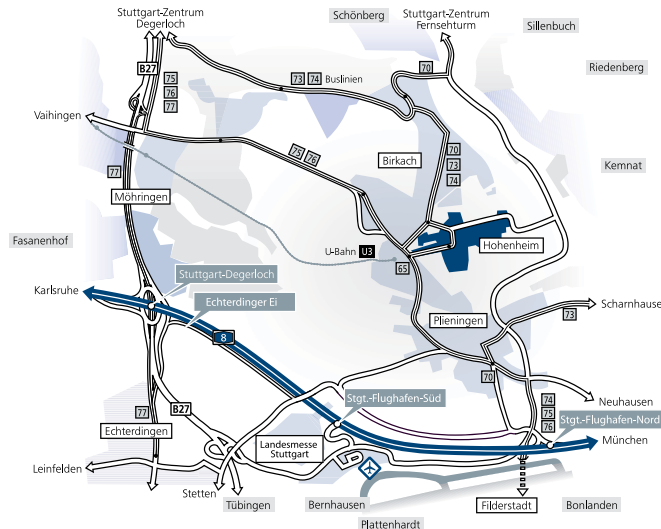 Stuttgart-Zentrum
Degerloch
Schönberg
Stuttgart-Zentrum
Fernsehturm
Sillenbuch
Riedenberg
B27
75
76
77
73
74
Buslinien
70
Vaihingen
75
76
Birkach
70
73
74
Kemnat
77
Möhringen
Fasanenhof
U-Bahn U3
Hohenheim
65
Stuttgart-Degerloch
Karlsruhe
Echterdinger Ei
Scharnhause
73
Plieningen
8
70
Neuhausen
74
75
76
77
B27
Stgt.-Flughafen-Süd
Stgt.-Flughafen-Nord
Echterdingen
Landesmesse
Stuttgart
München
Leinfelden
Stetten
Tübingen
Bernhausen
Filderstadt
Bonlanden
Plattenhardt